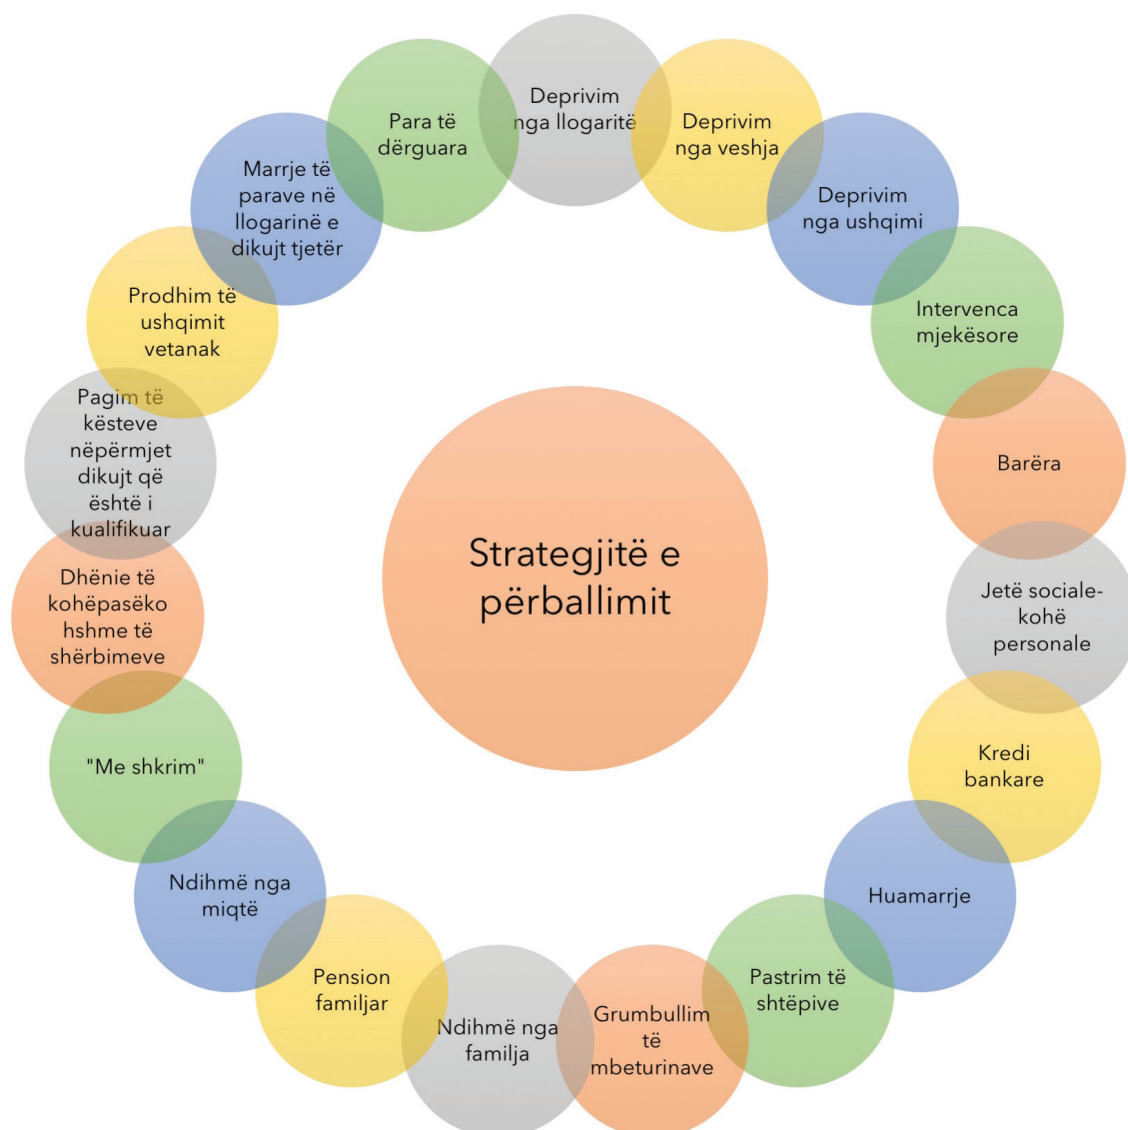 Deprivim
nga llogaritë
Deprivim
nga veshja
Deprivim
nga ushqimi
Intervenca
mjekësore
Barëra
Jetë sociale-
kohë
personale
Kredi
bankare
Huamarrje
Pastrim të
shtëpive
Grumbullim
të
mbeturinave
Ndihmë nga
familja
Pension
familjar
Ndihmë nga
miqtë
"Me shkrim"
Dhënie të
kohëpasëko
hshme të
shërbimeve
Pagim të
kësteve
nëpërmjet
dikujt që
është i
kualifikuar
Prodhim të
ushqimit
vetanak
Marrje të
parave në
llogarinë e
dikujt tjetër
Para të
dërguara
Strategjitë e
përballimit